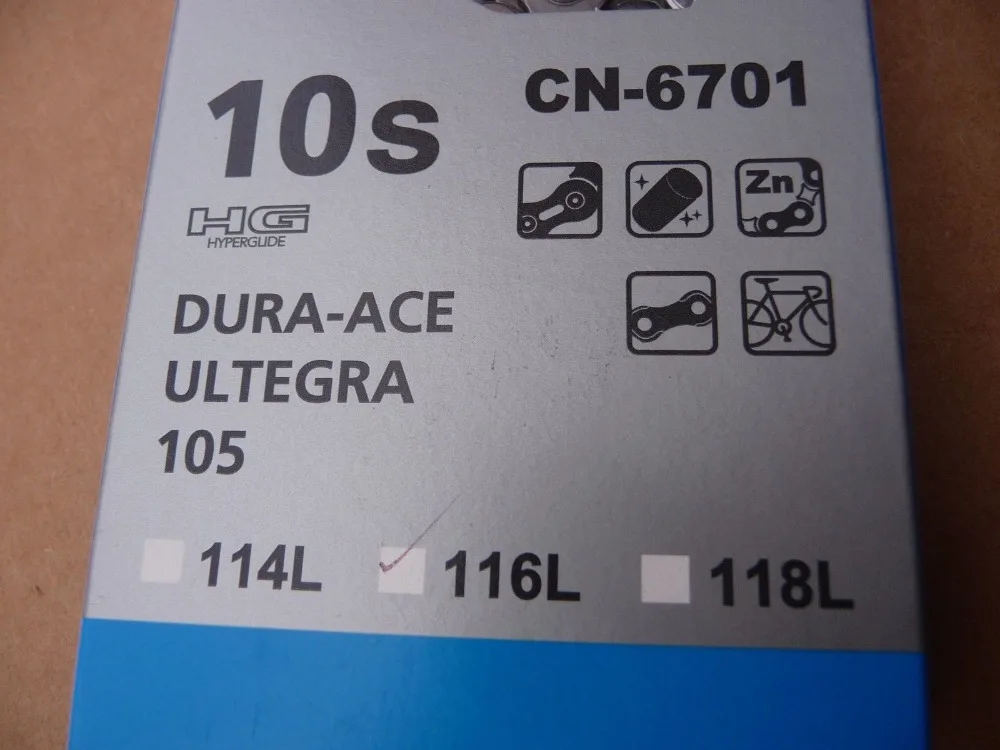 10s
CN-6701
HG
HYPERGLIDE
Zn
DURA-ACE
ULTEGRA
105
114L 116L 118L